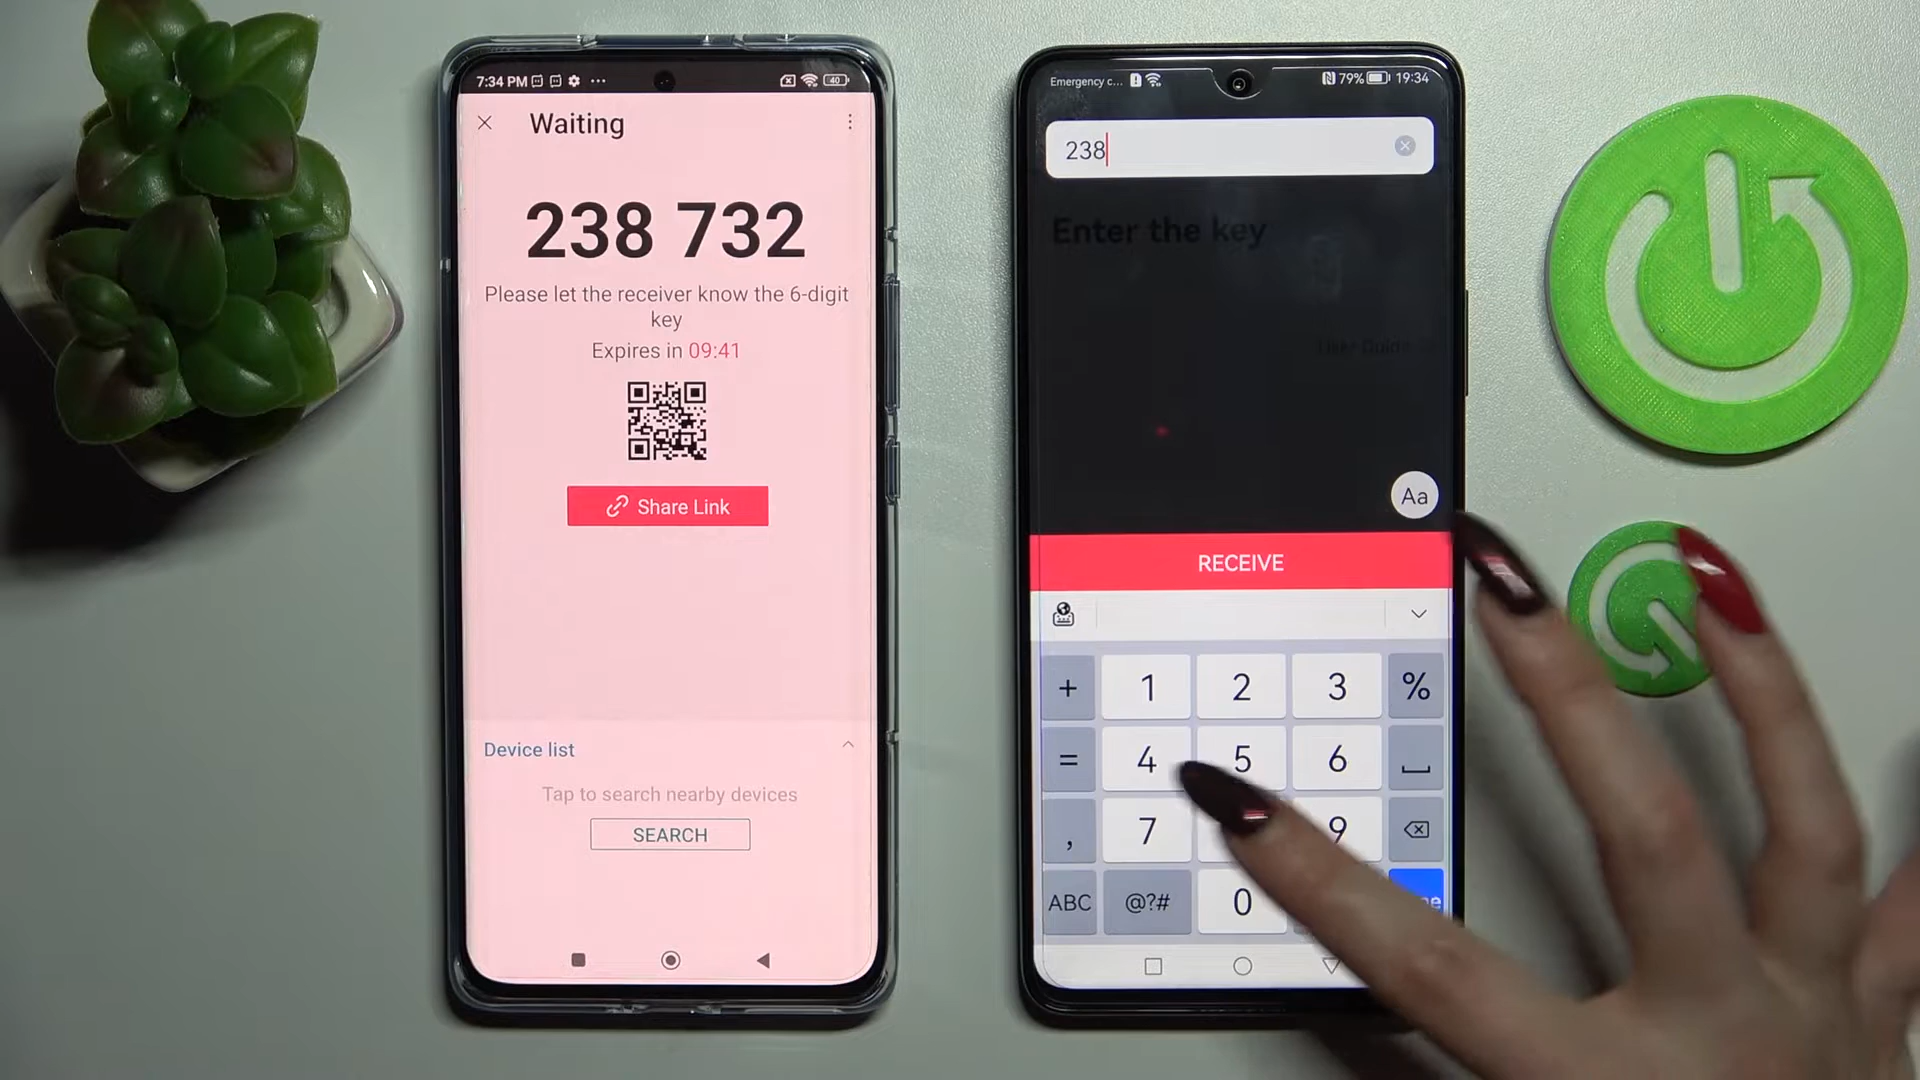 7:34 PM
40
Waiting
238 732
Please let the receiver know the 6-digit
key
Expires in 09:41
Share Link
Device list
Tap to search nearby devices
SEARCH
Emergency c...
79%
19:34
238
Enter the key
Aa
RECEIVE
+ 1 2 3 %
= 4 5 6
, 7 9
ABC @?# 0